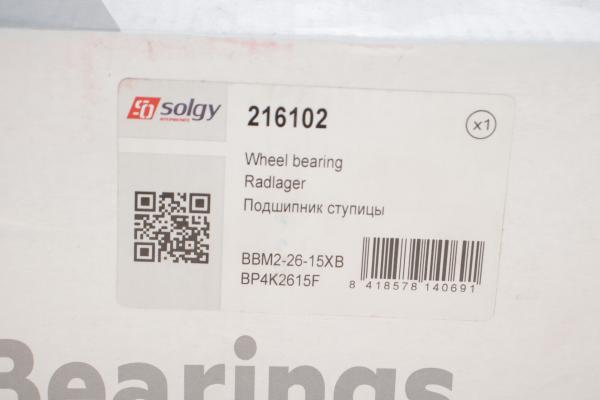 solgy
216102
x1
Wheel bearing
Radlager
Подшипник ступицы
BBM2-26-15XB
BP4K2615F
8 418578 140691
Bearings